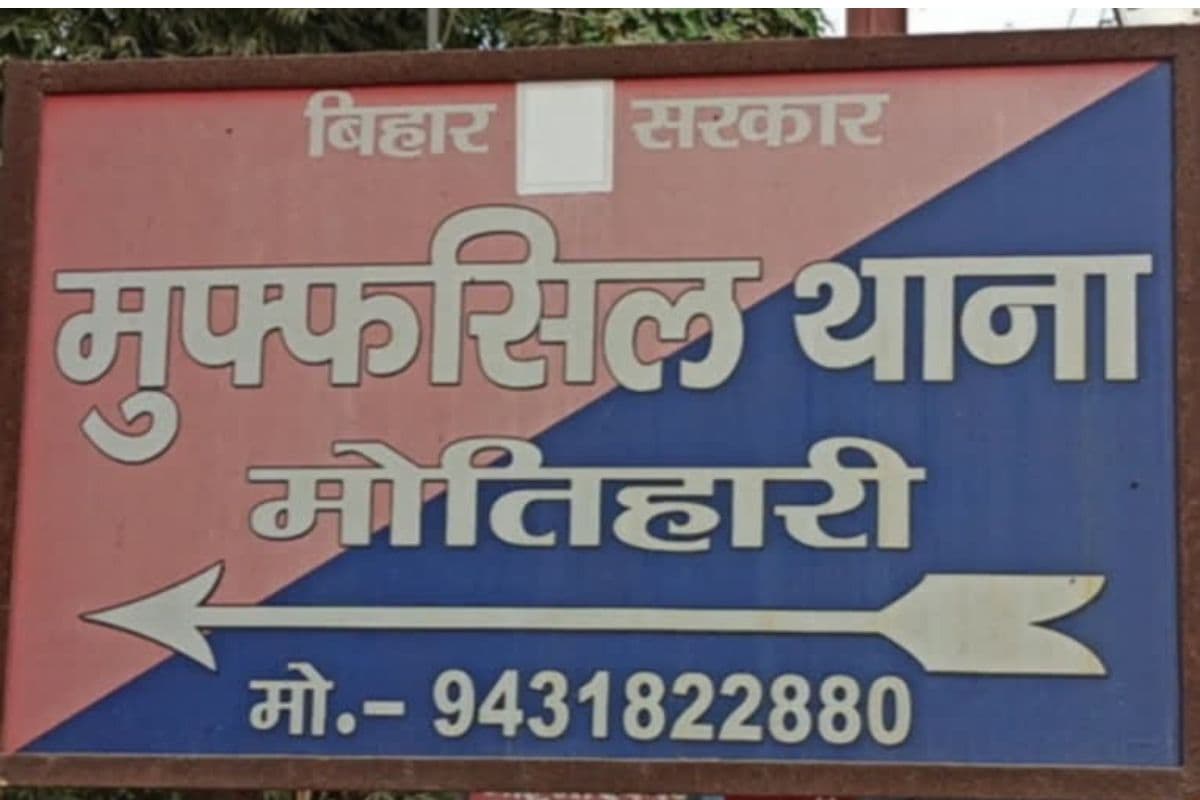 बिहार सरकार
मुफ्फसिल थाना
मोतिहारी
मो.- 9431822880